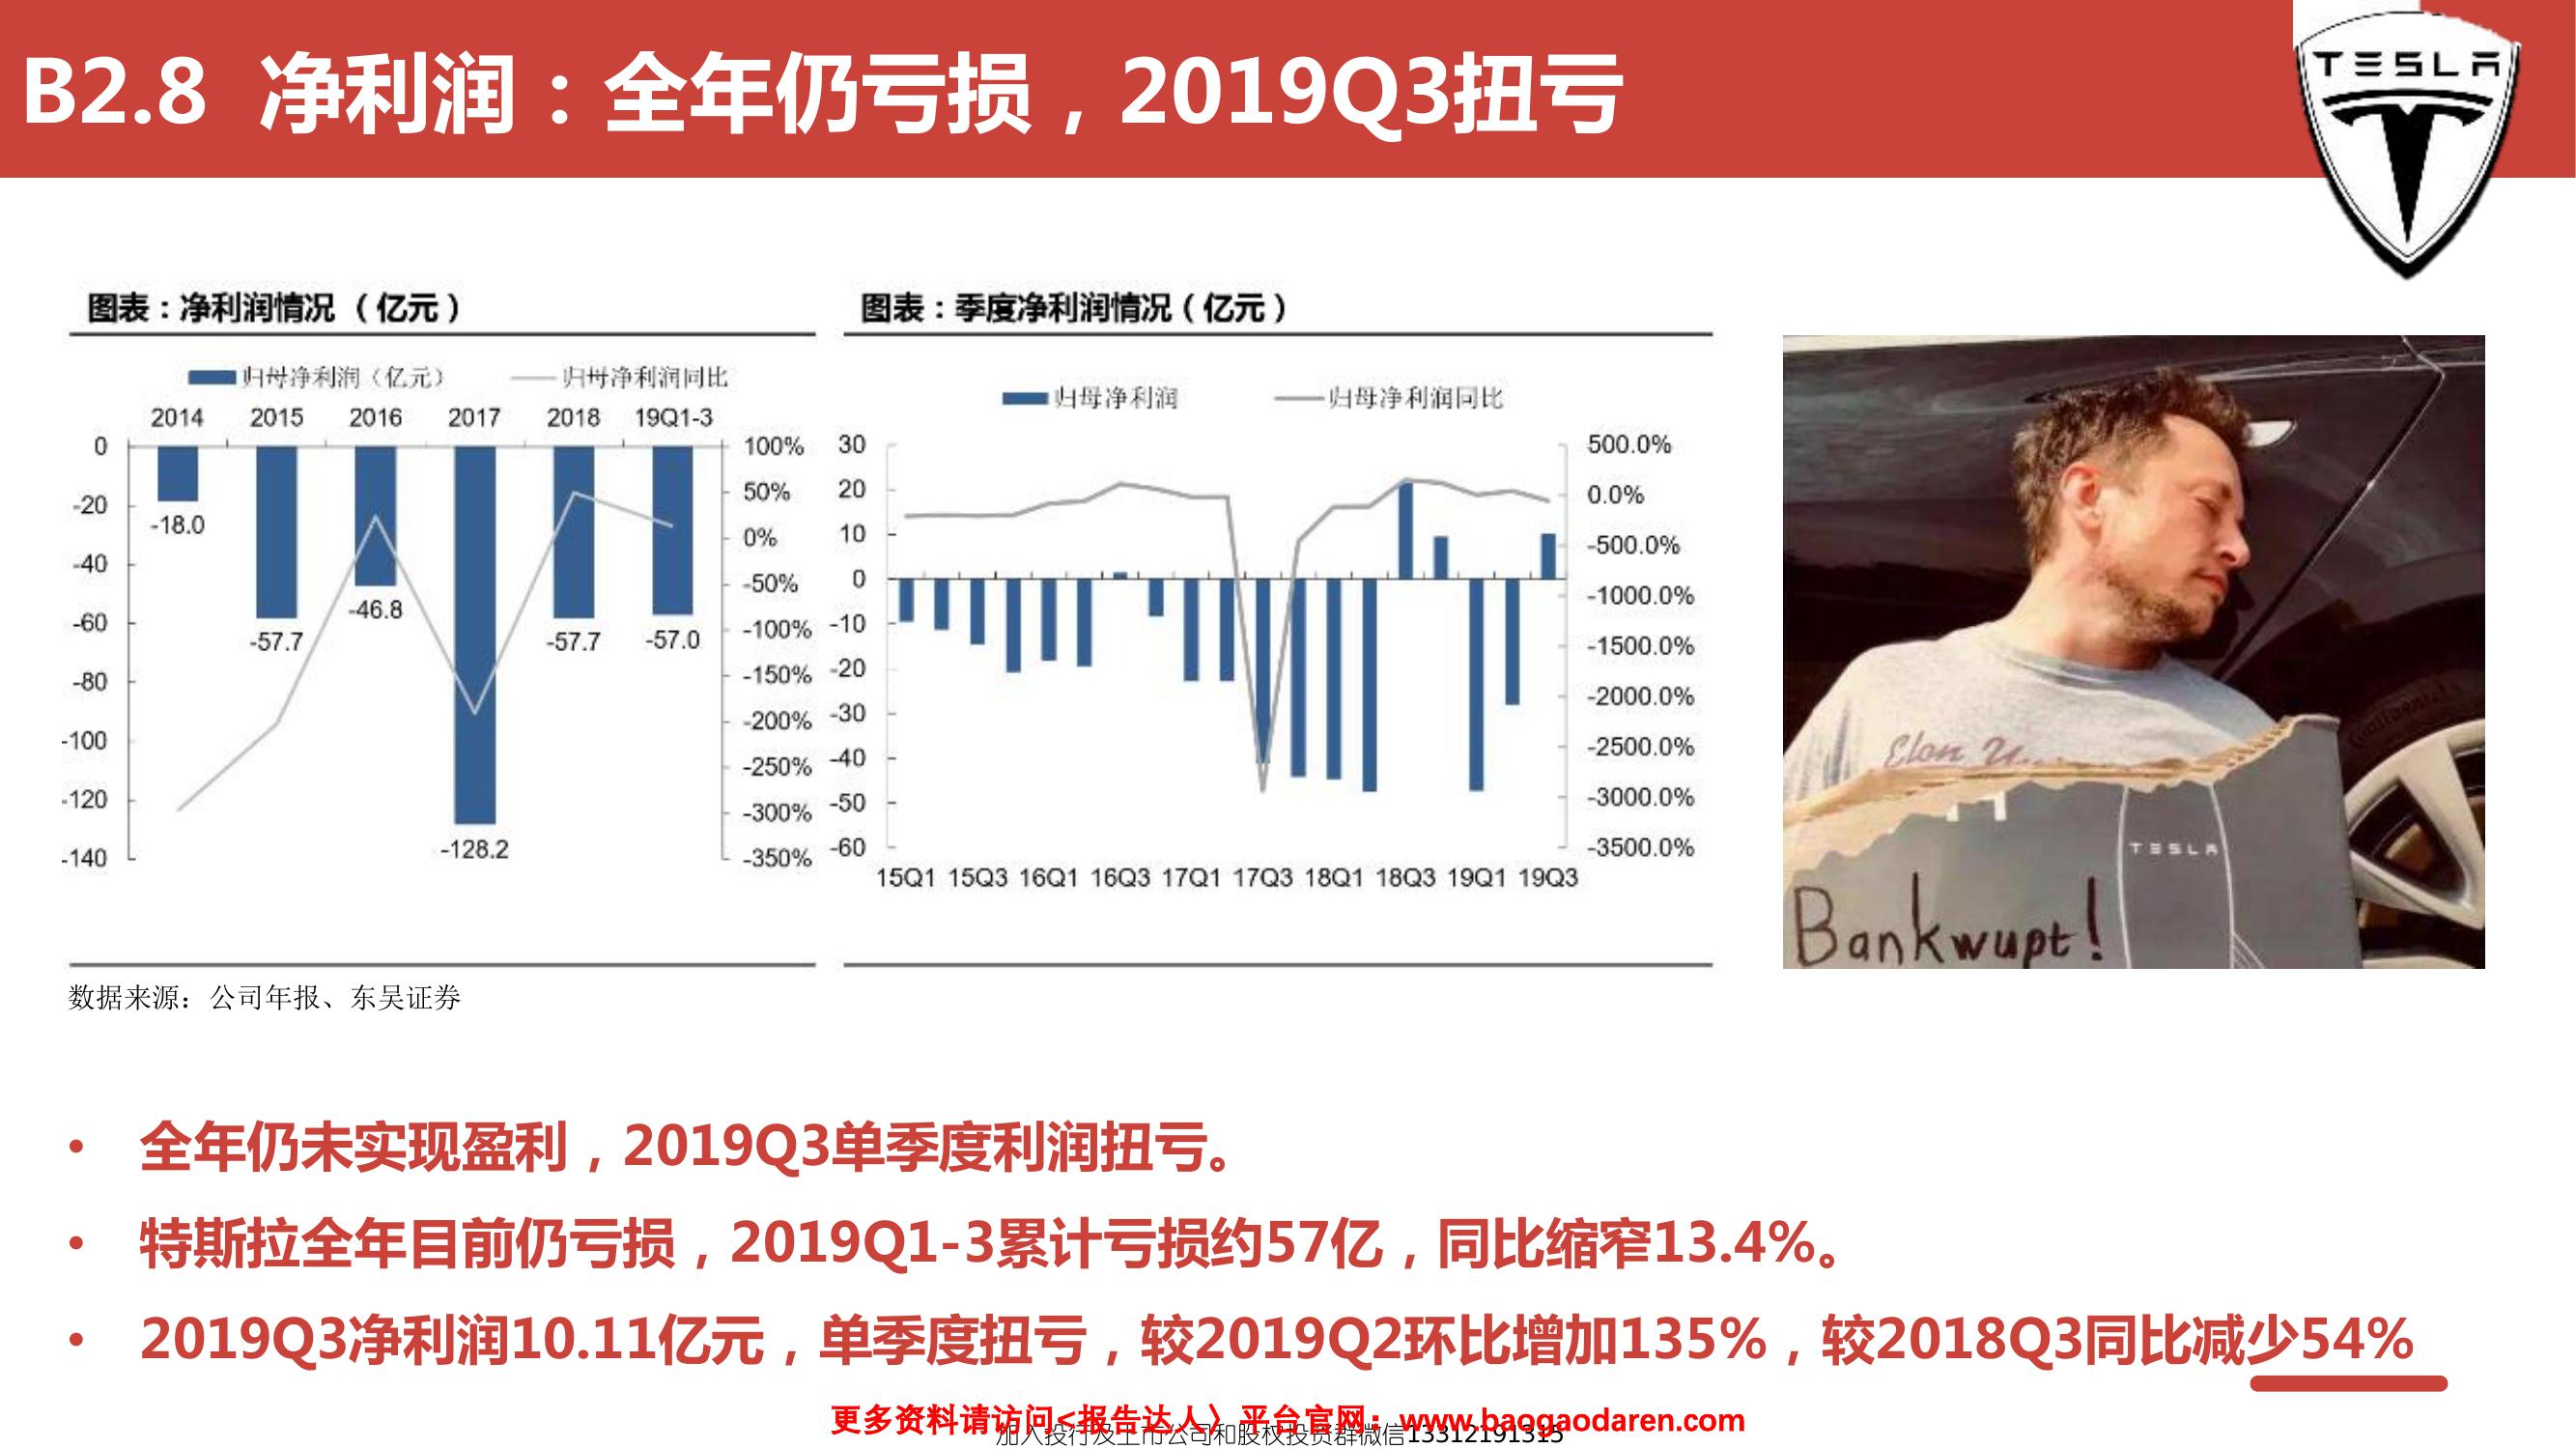 B2.8 净利润：全年仍亏损，2019Q3扭亏
TESLA
图表：净利润情况（亿元）
归母净利润（亿元） 归母净利润同比
2014 2015 2016 2017 2018 19Q1-3
0
-20
-40
-60
-80
-100
-120
-140
-18.0
-57.7
-46.8
-128.2
-57.7
-57.0
100%
50%
0%
-50%
-100%
-150%
-200%
-250%
-300%
-350%
图表：季度净利润情况（亿元）
归母净利润 归母净利润同比
30
20
10
0
-10
-20
-30
-40
-50
-60
500.0%
0.0%
-500.0%
-1000.0%
-1500.0%
-2000.0%
-2500.0%
-3000.0%
-3500.0%
15Q1 15Q3 16Q1 16Q3 17Q1 17Q3 18Q1 18Q3 19Q1 19Q3
Elon
TESLA
Bankwupt!
数据来源：公司年报、东吴证券
• 全年仍未实现盈利，2019Q3单季度利润扭亏。
• 特斯拉全年目前仍亏损，2019Q1-3累计亏损约57亿，同比缩窄13.4%。
• 2019Q3净利润10.11亿元，单季度扭亏，较2019Q2环比增加135%，较2018Q3同比减少54%
更多资料请访问<报告达人〉平台官网：www.baogaodaren.com
加入投行及上市公司和股权投资群微信13312191315